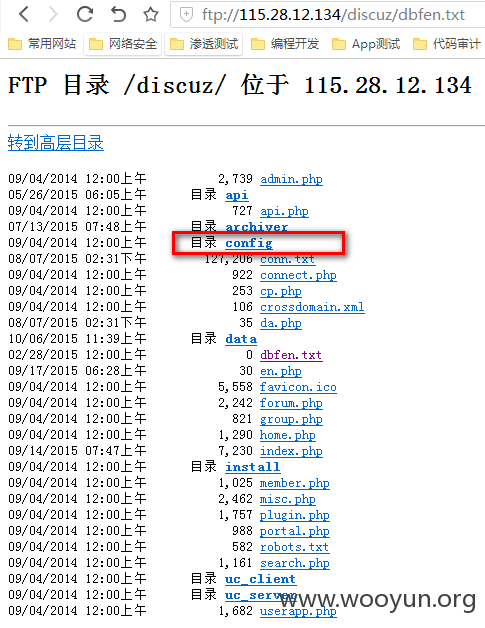 ftp://115.28.12.134/discuz/dbfen.txt
常用网站 网络安全 渗透测试 编程开发 App测试 代码审计
FTP 目录 /discuz/ 位于 115.28.12.134
转到高层目录
09/04/2014 12:00上午 2,739 admin.php
05/26/2015 06:05上午 目录 api
09/04/2014 12:00上午 727 api.php
07/13/2015 07:48上午 目录 archiver
09/04/2014 12:00上午 目录 config
08/07/2015 02:31下午 127,206 conn.txt
09/04/2014 12:00上午 922 connect.php
09/04/2014 12:00上午 253 cp.php
09/04/2014 12:00上午 106 crossdomain.xml
08/07/2015 02:31下午 35 da.php
10/06/2015 11:39上午 目录 data
02/28/2015 12:00上午 0 dbfen.txt
09/17/2015 06:28上午 30 en.php
09/04/2014 12:00上午 5,558 favicon.ico
09/04/2014 12:00上午 2,242 forum.php
09/04/2014 12:00上午 821 group.php
09/04/2014 12:00上午 1,290 home.php
09/14/2015 07:47上午 7,230 index.php
09/04/2014 12:00上午 目录 install
09/04/2014 12:00上午 1,025 member.php
09/04/2014 12:00上午 2,462 misc.php
09/04/2014 12:00上午 1,757 plugin.php
09/04/2014 12:00上午 988 portal.php
09/04/2014 12:00上午 582 robots.txt
09/04/2014 12:00上午 1,161 search.php
09/04/2014 12:00上午 目录 uc_client
09/04/2014 12:00上午 目录 uc_server
09/04/2014 12:00上午 1,682 userapp.php
www.wooyun.org